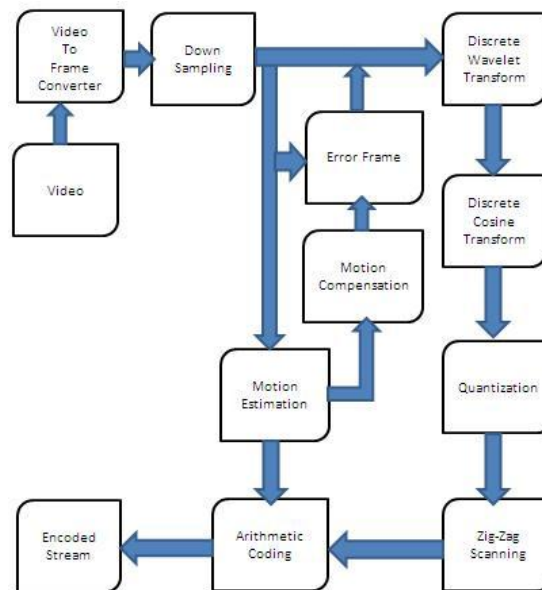 Video
To
Frame
Converter
Down
Sampling
Discrete
Wavelet
Transform
Video
Error Frame
Discrete
Cosine
Transform
Motion
Compensation
Motion
Estimation
Quantization
Encoded
Stream
Arithmetic
Coding
Zig-Zag
Scanning